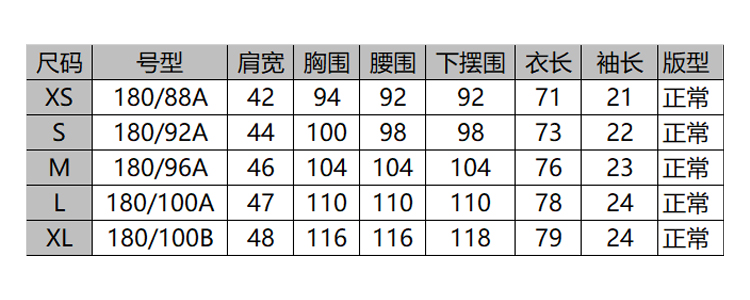 尺码 号型 肩宽 胸围 腰围 下摆围 衣长 袖长 版型
XS 180/88A 42 94 92 92 71 21 正常
S 180/92A 44 100 98 98 73 22 正常
M 180/96A 46 104 104 104 76 23 正常
L 180/100A 47 110 110 110 78 24 正常
XL 180/100B 48 116 116 118 79 24 正常